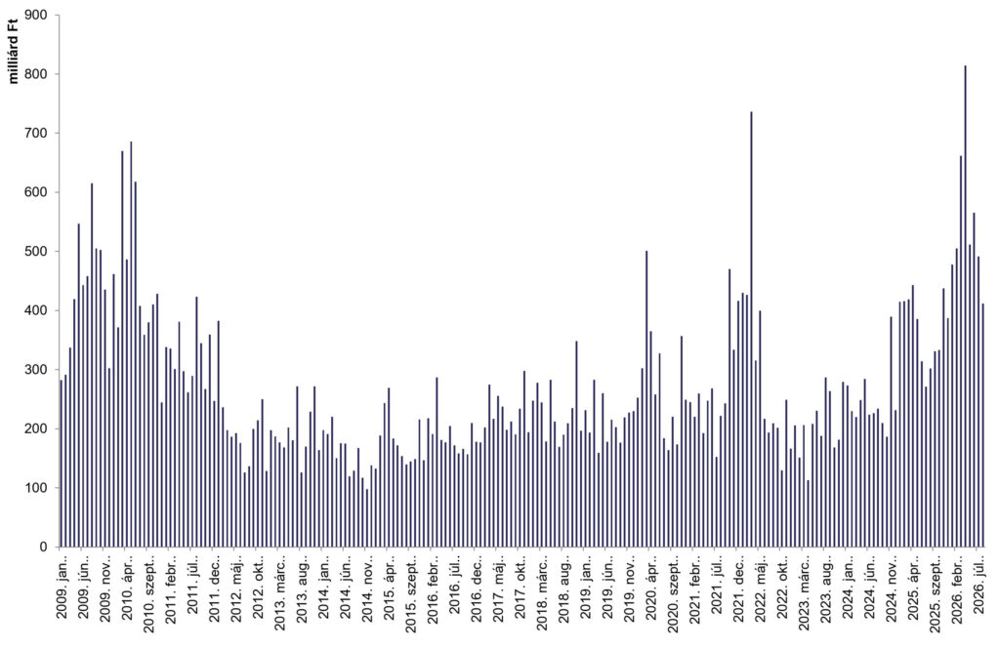 milliárd Ft
900
800
700
600
500
400
300
200
100
0
2009. jan..
2009. jún..
2009. nov..
2010. ápr..
2010. szept..
2011. febr..
2011. júl..
2011. dec..
2012. máj..
2012. okt..
2013. márc..
2013. aug..
2014. jan..
2014. jún..
2014. nov..
2015. ápr..
2015. szept..
2016. febr..
2016. júl..
2016. dec..
2017. máj..
2017. okt..
2018. márc..
2018. aug..
2019. jan..
2019. jún..
2019. nov..
2020. ápr..
2020. szept..
2021. febr..
2021. júl..
2021. dec..
2022. máj..
2022. okt..
2023. márc..
2023. aug..
2024. jan..
2024. jún..
2024. nov..
2025. ápr..
2025. szept..
2026. febr..
2026. júl..